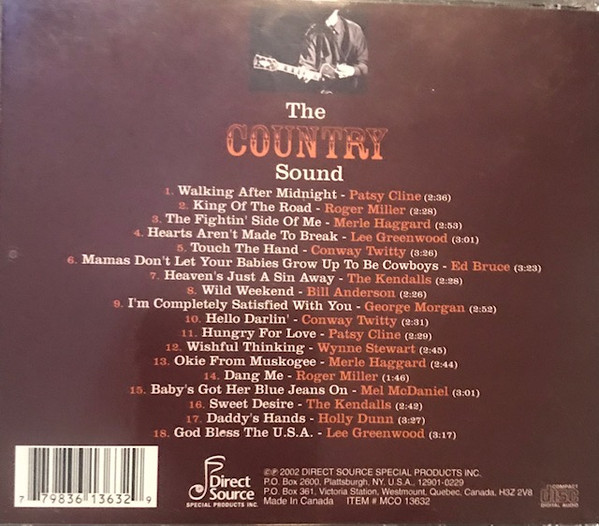 The
COUNTRY
Sound
1. Walking After Midnight - Patsy Cline (2:36)
2. King Of The Road - Roger Miller (2:28)
3. The Fightin' Side Of Me - Merle Haggard (2:53)
4. Hearts Aren't Made To Break - Lee Greenwood (3:01)
5. Touch The Hand - Conway Twitty (3:26)
6. Mamas Don't Let Your Babies Grow Up To Be Cowboys - Ed Bruce (3:23)
7. Heaven's Just A Sin Away - The Kendalls (2:28)
8. Wild Weekend - Bill Anderson (2:26)
9. I'm Completely Satisfied With You - George Morgan (2:52)
10. Hello Darlin' - Conway Twitty (2:31)
11. Hungry For Love - Patsy Cline (2:29)
12. Wishful Thinking - Wynne Stewart (2:45)
13. Okie From Muskogee - Merle Haggard (2:44)
14. Dang Me - Roger Miller (1:46)
15. Baby's Got Her Blue Jeans On - Mel McDaniel (3:01)
16. Sweet Desire - The Kendalls (2:42)
17. Daddy's Hands - Holly Dunn (3:27)
18. God Bless The U.S.A. - Lee Greenwood (3:17)
7 79836 13632 9
Direct
Source
SPECIAL PRODUCTS INC.
©℗ 2002 DIRECT SOURCE SPECIAL PRODUCTS INC.
P.O. Box 2600, Plattsburgh, NY. U.S.A., 12901-0229
P.O. Box 361, Victoria Station, Westmount, Quebec, Canada, H3Z 2V8
Made In Canada ITEM # MCO 13632
COMPACT
disc
DIGITAL AUDIO